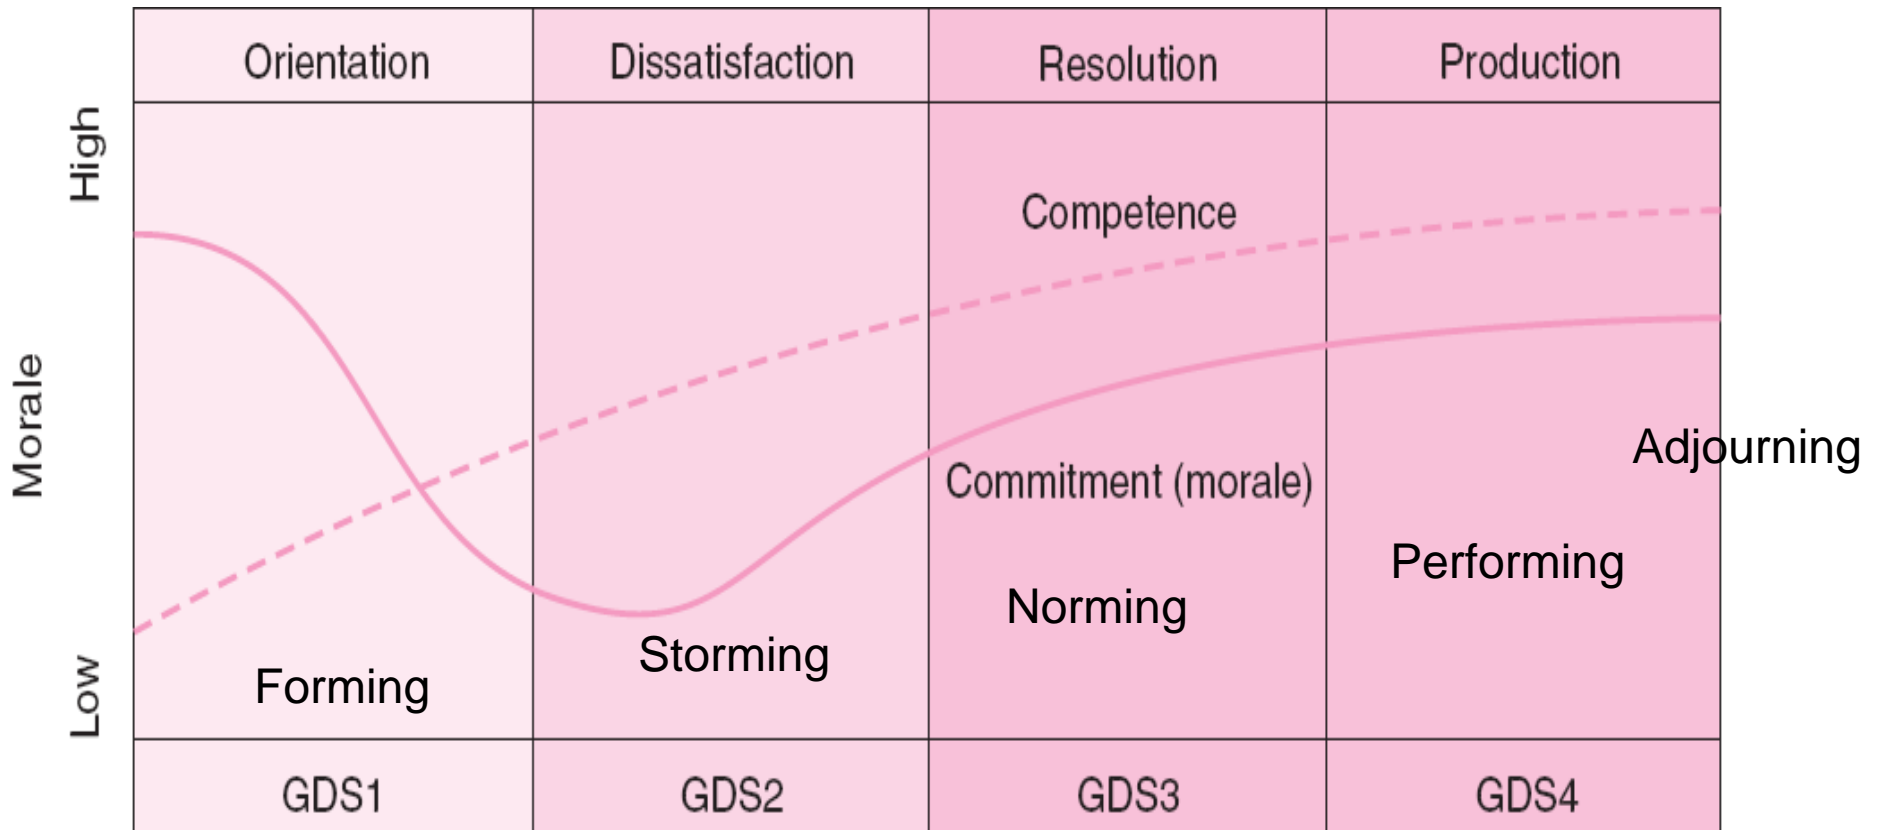 Orientation
Dissatisfaction
Resolution
Production
High
Morale
Low
Competence
Commitment (morale)
Adjourning
Performing
Norming
Storming
Forming
GDS1
GDS2
GDS3
GDS4